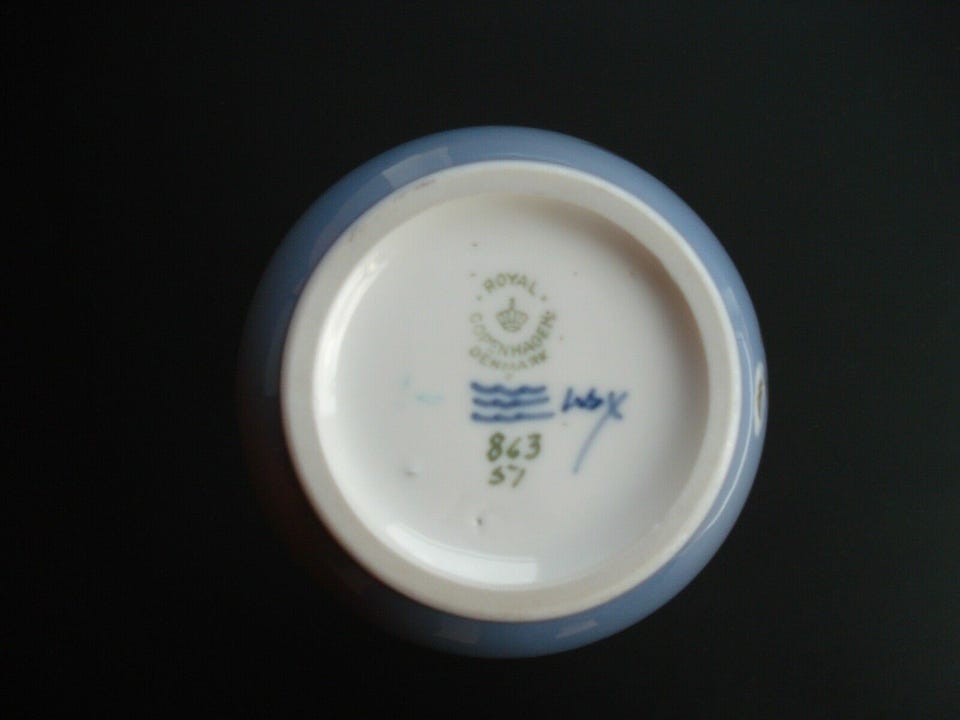 ROYAL
COPENHAGEN
DENMARK
863
57